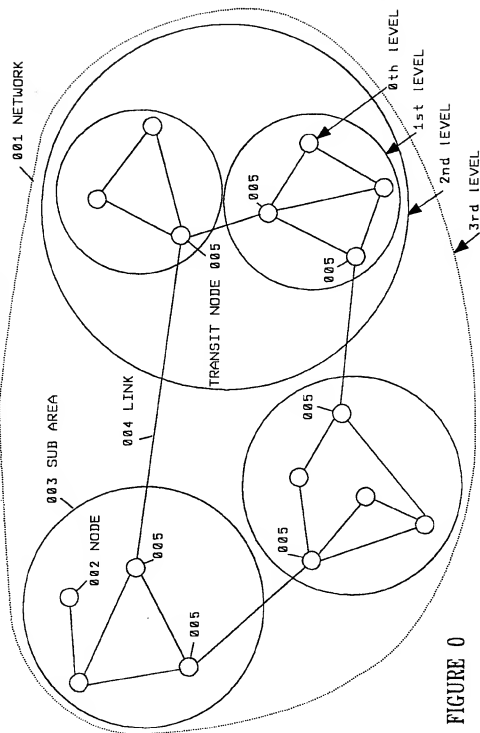 001 NETWORK
003 SUB AREA
002 NODE
005
005
004 LINK
TRANSIT NODE 005
005
005
005
005
0th LEVEL
1st LEVEL
2nd LEVEL
3rd LEVEL
FIGURE 0